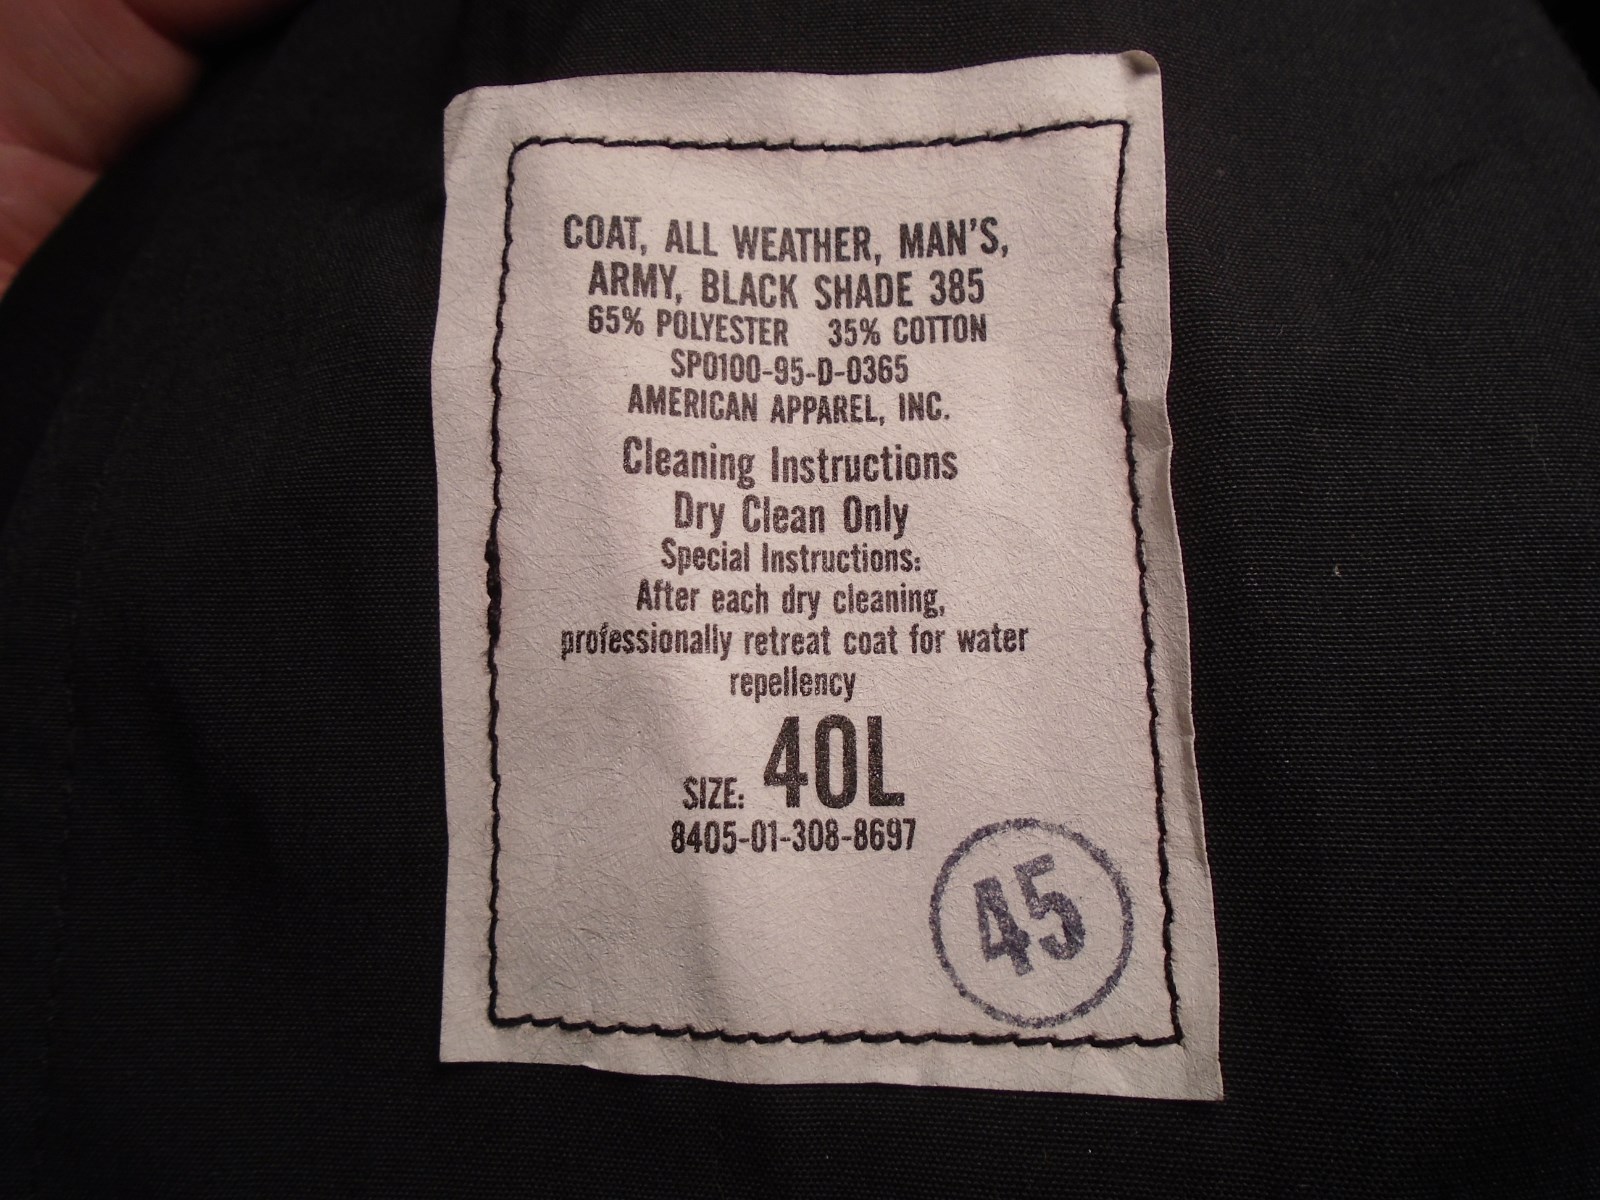 COAT, ALL WEATHER, MAN'S,
ARMY, BLACK SHADE 385
65% POLYESTER 35% COTTON
SP0100-95-D-0365
AMERICAN APPAREL, INC.
Cleaning Instructions
Dry Clean Only
Special Instructions:
After each dry cleaning,
professionally retreat coat for water
repellency
SIZE: 40L
8405-01-308-8697
45